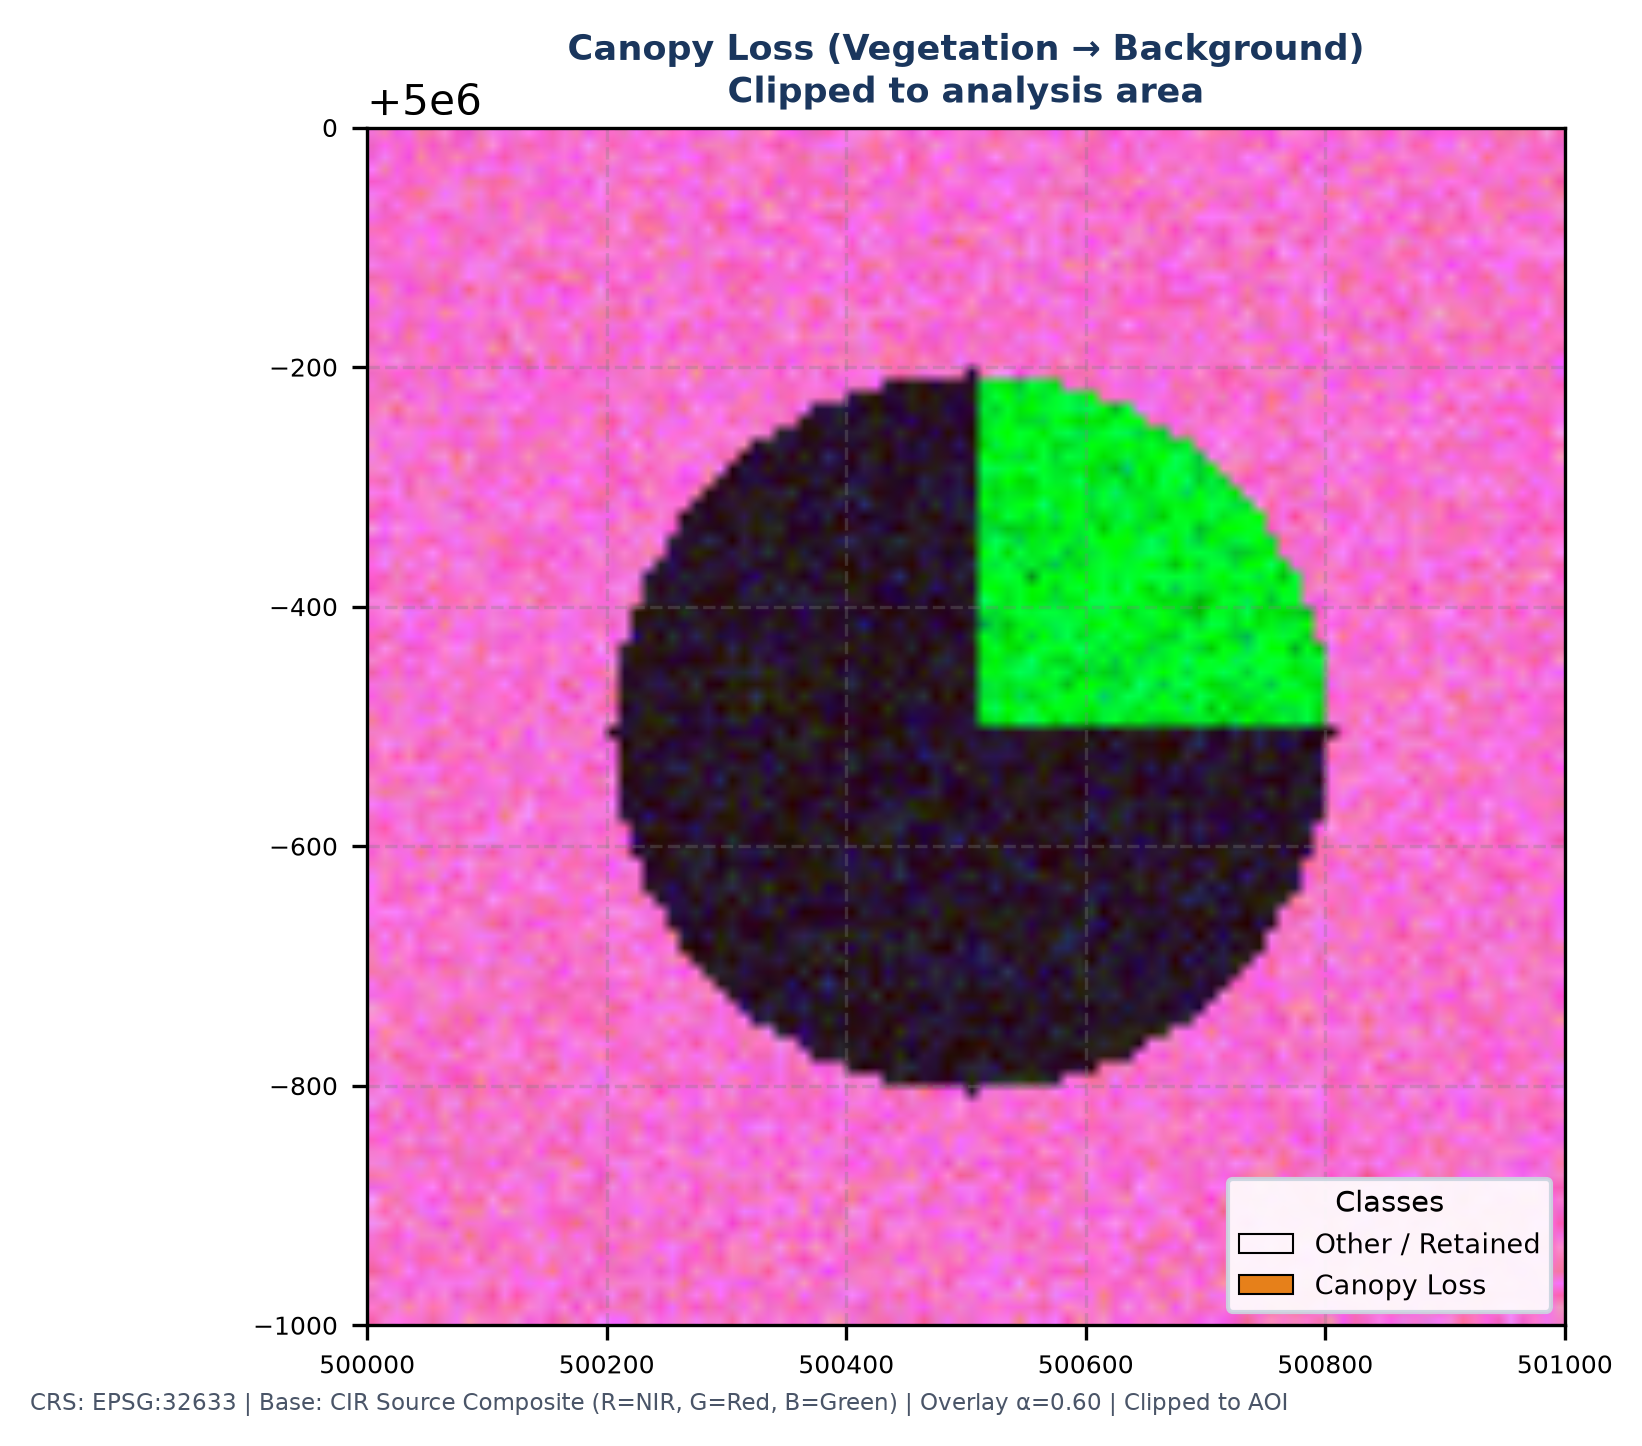 Canopy Loss (Vegetation → Background)
Clipped to analysis area
+5e6
0
−200
−400
−600
−800
−1000
Classes
Other / Retained
Canopy Loss
500000 500200 500400 500600 500800 501000
CRS: EPSG:32633 | Base: CIR Source Composite (R=NIR, G=Red, B=Green) | Overlay α=0.60 | Clipped to AOI